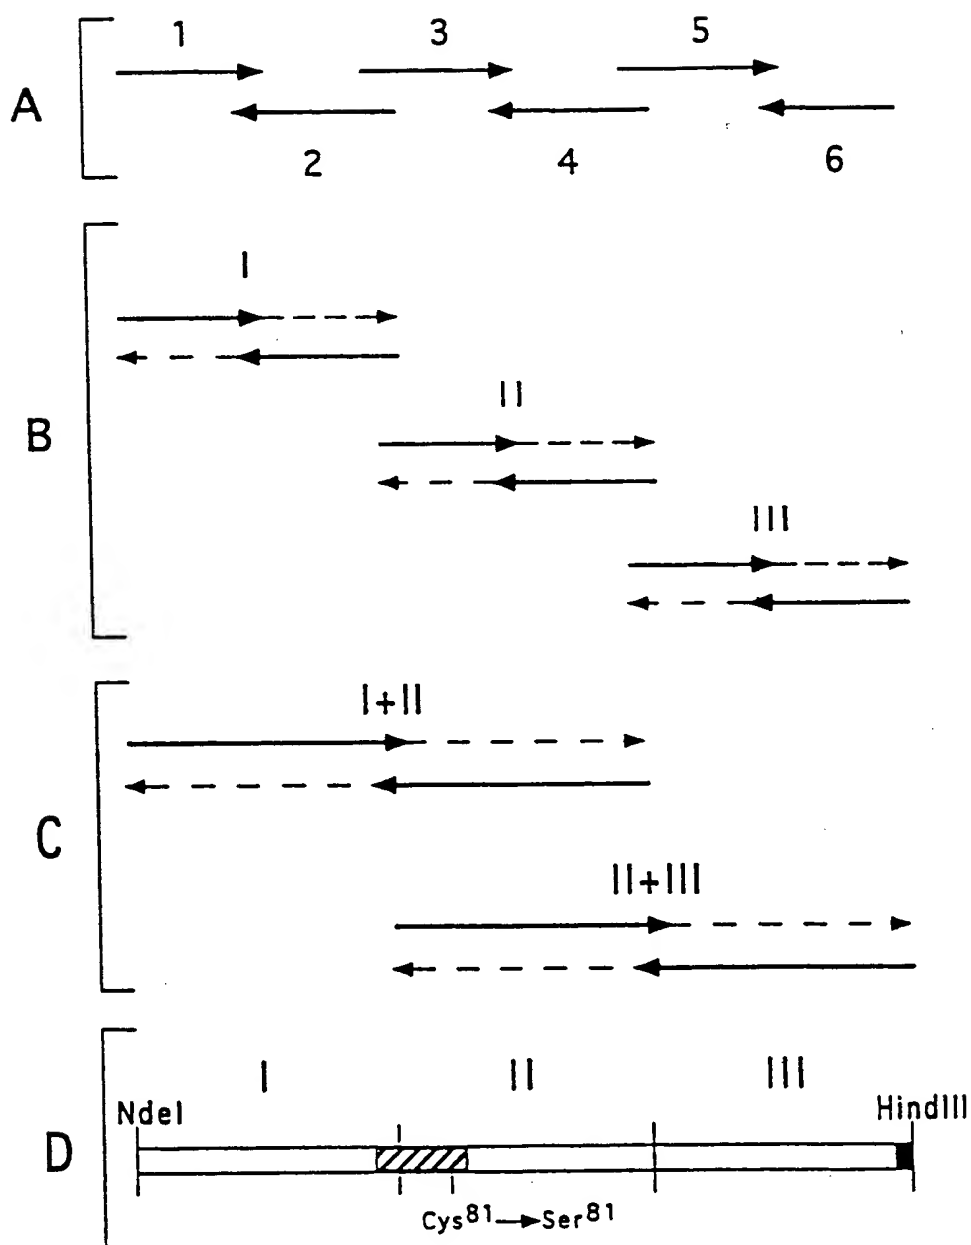 1 3 5
A
2 4 6
I
II
B
III
I+II
C
II+III
I II III
NdeI HindIII
D
Cys81→Ser81